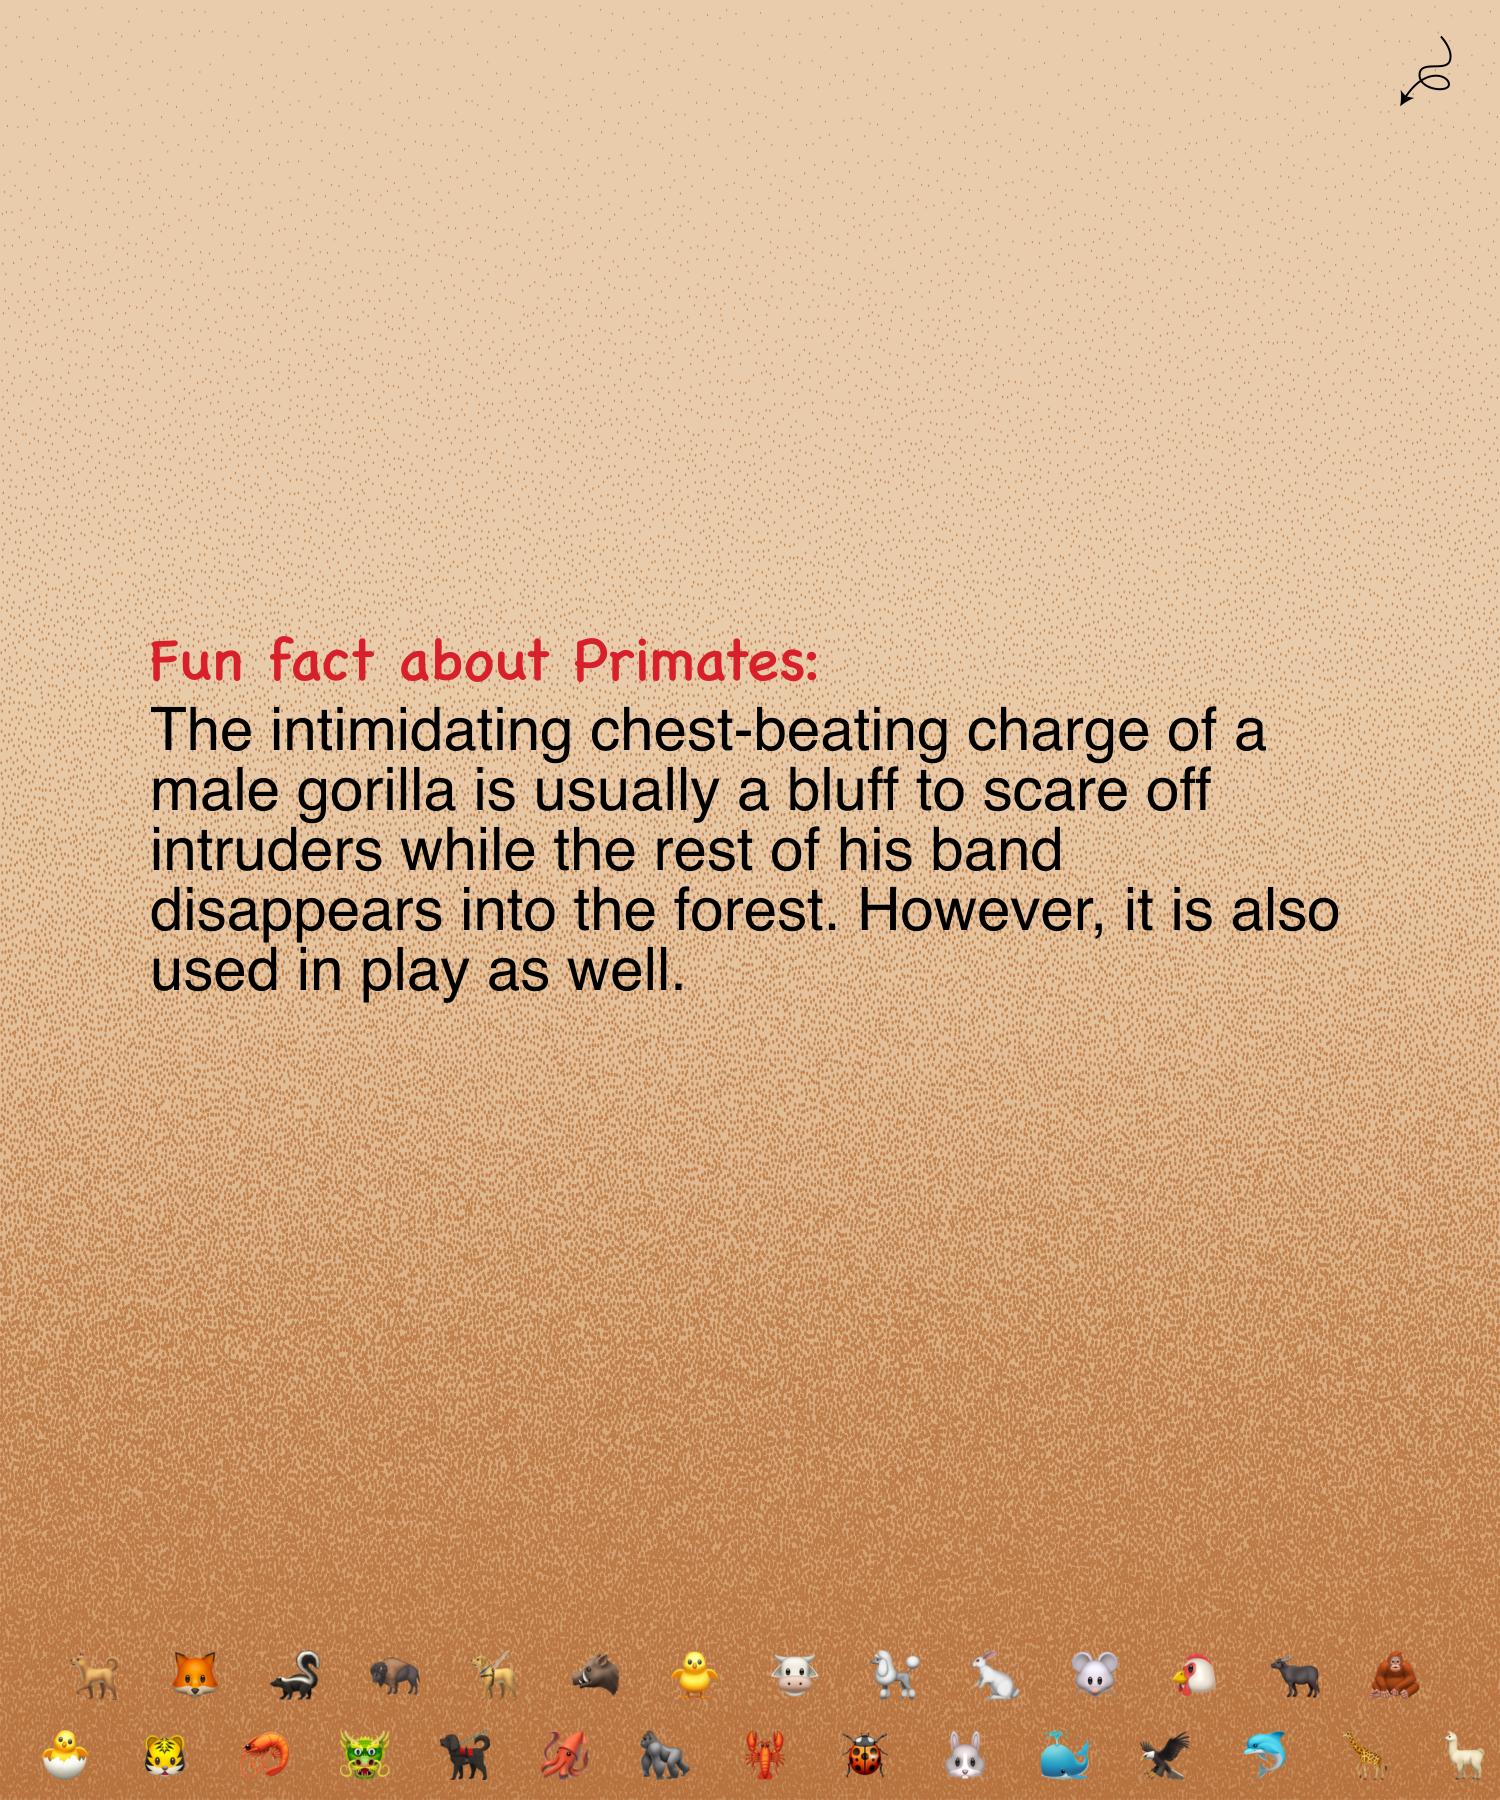 Fun fact about Primates:
The intimidating chest-beating charge of a
male gorilla is usually a bluff to scare off
intruders while the rest of his band
disappears into the forest. However, it is also
used in play as well.